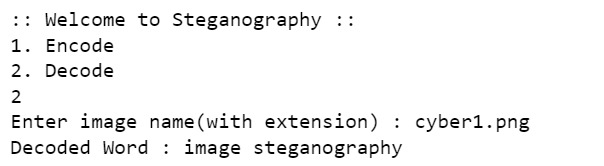 :: Welcome to Steganography ::
1. Encode
2. Decode
2
Enter image name(with extension) : cyber1.png
Decoded Word : image steganography